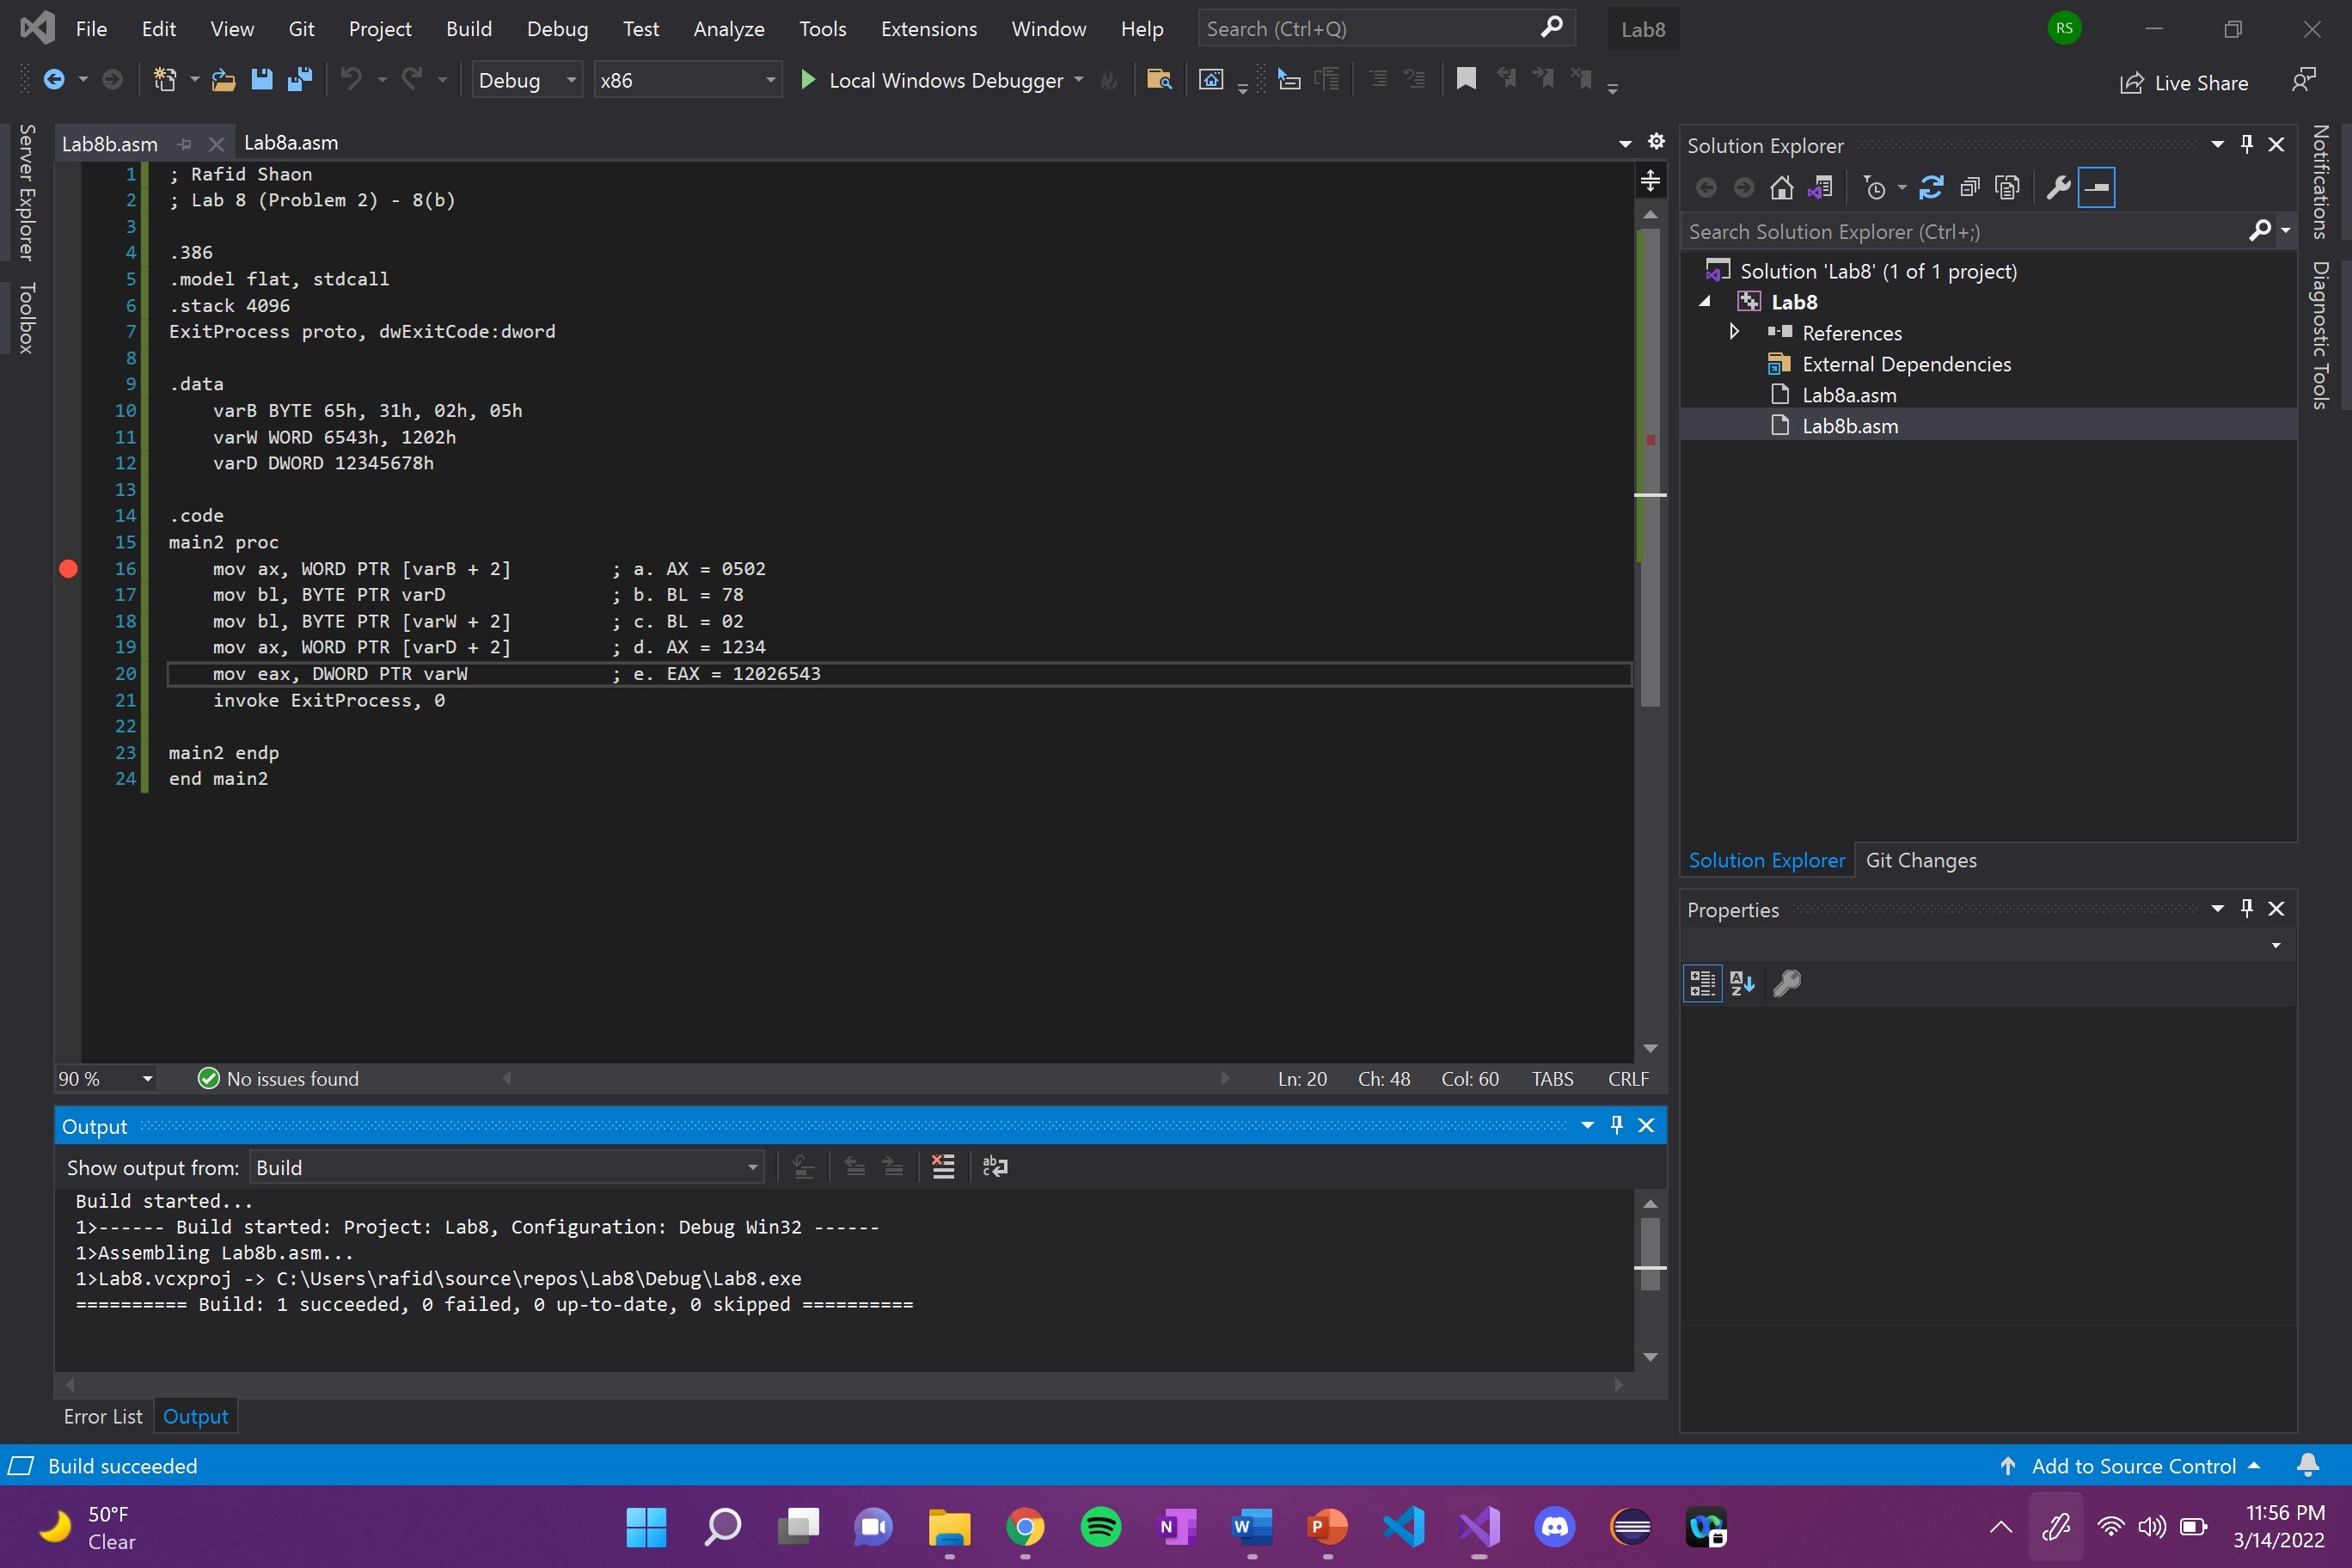 File Edit View Git Project Build Debug Test Analyze Tools Extensions Window Help Search (Ctrl+Q) Lab8 RS
Debug x86 Local Windows Debugger Live Share
Server Explorer
Toolbox
Lab8b.asm Lab8a.asm
1 ; Rafid Shaon
2 ; Lab 8 (Problem 2) - 8(b)
3
4 .386
5 .model flat, stdcall
6 .stack 4096
7 ExitProcess proto, dwExitCode:dword
8
9 .data
10 varB BYTE 65h, 31h, 02h, 05h
11 varW WORD 6543h, 1202h
12 varD DWORD 12345678h
13
14 .code
15 main2 proc
16 mov ax, WORD PTR [varB + 2] ; a. AX = 0502
17 mov bl, BYTE PTR varD ; b. BL = 78
18 mov bl, BYTE PTR [varW + 2] ; c. BL = 02
19 mov ax, WORD PTR [varD + 2] ; d. AX = 1234
20 mov eax, DWORD PTR varW ; e. EAX = 12026543
21 invoke ExitProcess, 0
22
23 main2 endp
24 end main2
90 % No issues found Ln: 20 Ch: 48 Col: 60 TABS CRLF
Output
Show output from: Build
Build started...
1>------ Build started: Project: Lab8, Configuration: Debug Win32 ------
1>Assembling Lab8b.asm...
1>Lab8.vcxproj -> C:\Users\rafid\source\repos\Lab8\Debug\Lab8.exe
========== Build: 1 succeeded, 0 failed, 0 up-to-date, 0 skipped ==========
Error List Output
Solution Explorer
Search Solution Explorer (Ctrl+;)
Solution 'Lab8' (1 of 1 project)
Lab8
References
External Dependencies
Lab8a.asm
Lab8b.asm
Solution Explorer Git Changes
Properties
Notifications
Diagnostic Tools
Build succeeded Add to Source Control
50°F
Clear
11:56 PM
3/14/2022